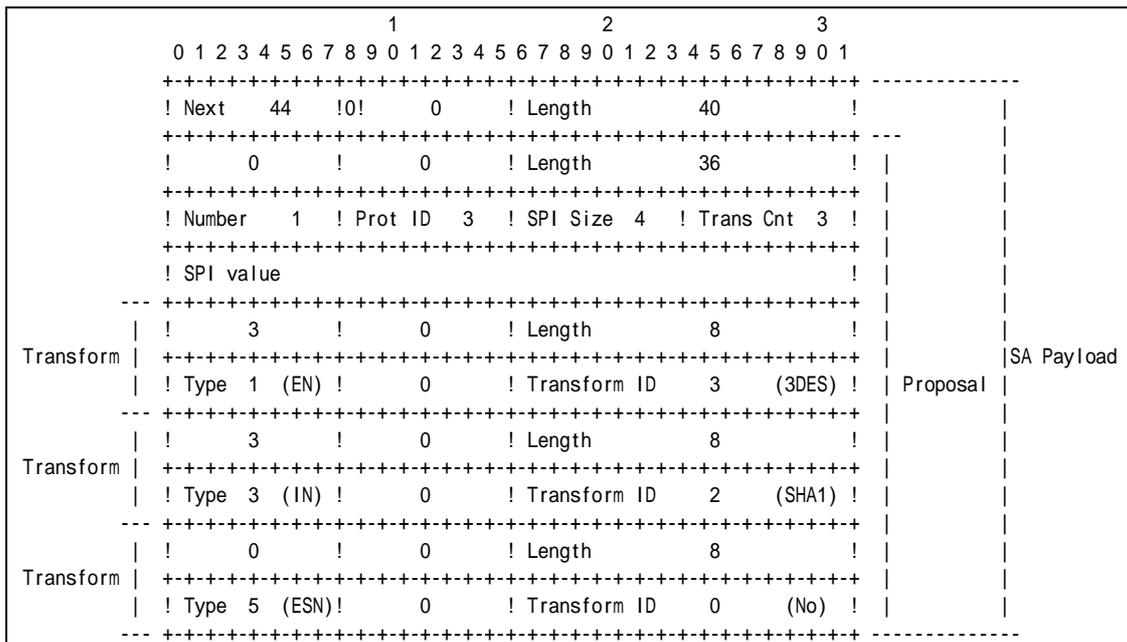 1                   2                   3
0 1 2 3 4 5 6 7 8 9 0 1 2 3 4 5 6 7 8 9 0 1 2 3 4 5 6 7 8 9 0 1
+-+-+-+-+-+-+-+-+-+-+-+-+-+-+-+-+-+-+-+-+-+-+-+-+-+-+-+-+-+-+-+-+ --------------
! Next    44    !0!      0      ! Length          40            !              |
+-+-+-+-+-+-+-+-+-+-+-+-+-+-+-+-+-+-+-+-+-+-+-+-+-+-+-+-+-+-+-+-+ ---          |
!       0       !       0       ! Length          36            !  |           |
+-+-+-+-+-+-+-+-+-+-+-+-+-+-+-+-+-+-+-+-+-+-+-+-+-+-+-+-+-+-+-+-+  |           |
! Number      1 ! Prot ID   3   ! SPI Size  4   ! Trans Cnt  3  !  |           |
+-+-+-+-+-+-+-+-+-+-+-+-+-+-+-+-+-+-+-+-+-+-+-+-+-+-+-+-+-+-+-+-+  |           |
! SPI value                                                     !  |           |
--- +-+-+-+-+-+-+-+-+-+-+-+-+-+-+-+-+-+-+-+-+-+-+-+-+-+-+-+-+-+-+-+-+  |           |
| !       3       !       0       ! Length          8             !  |           |
Transform | +-+-+-+-+-+-+-+-+-+-+-+-+-+-+-+-+-+-+-+-+-+-+-+-+-+-+-+-+-+-+-+-+  |           |SA Payload
| ! Type  1  (EN) !       0       ! Transform ID    3      (3DES) !  | Proposal  |
--- +-+-+-+-+-+-+-+-+-+-+-+-+-+-+-+-+-+-+-+-+-+-+-+-+-+-+-+-+-+-+-+-+  |           |
| !       3       !       0       ! Length          8             !  |           |
Transform | +-+-+-+-+-+-+-+-+-+-+-+-+-+-+-+-+-+-+-+-+-+-+-+-+-+-+-+-+-+-+-+-+  |           |
| ! Type  3  (IN) !       0       ! Transform ID    2      (SHA1) !  |           |
--- +-+-+-+-+-+-+-+-+-+-+-+-+-+-+-+-+-+-+-+-+-+-+-+-+-+-+-+-+-+-+-+-+  |           |
| !       0       !       0       ! Length          8             !  |           |
Transform | +-+-+-+-+-+-+-+-+-+-+-+-+-+-+-+-+-+-+-+-+-+-+-+-+-+-+-+-+-+-+-+-+  |           |
| ! Type  5  (ESN)!       0       ! Transform ID    0       (No)  !  |           |
--- +-+-+-+-+-+-+-+-+-+-+-+-+-+-+-+-+-+-+-+-+-+-+-+-+-+-+-+-+-+-+-+-+ --------------